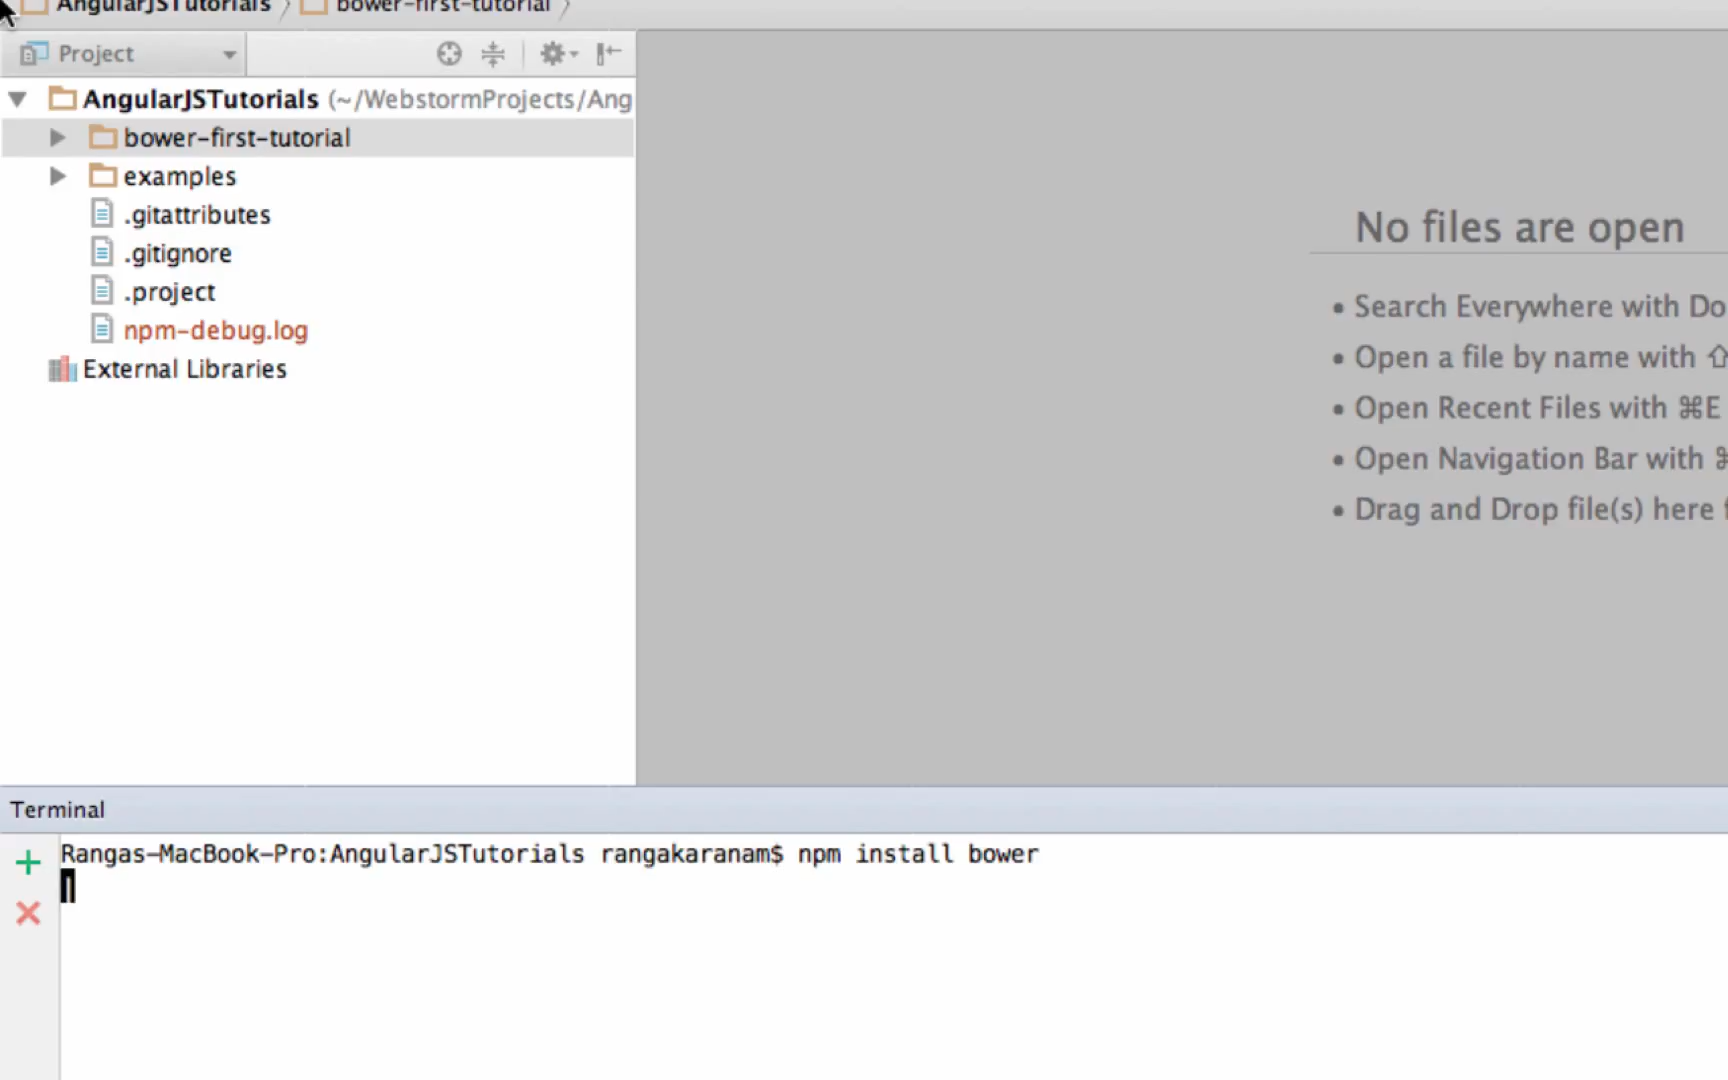 AngularJSTutorials bower-first-tutorial
Project
AngularJSTutorials (~/WebstormProjects/Ang
bower-first-tutorial
examples
.gitattributes
.gitignore
.project
npm-debug.log
External Libraries
No files are open
• Search Everywhere with Do
• Open a file by name with ⇧
• Open Recent Files with ⌘E
• Open Navigation Bar with ⌘
• Drag and Drop file(s) here f
Terminal
Rangas-MacBook-Pro:AngularJSTutorials rangakaranam$ npm install bower